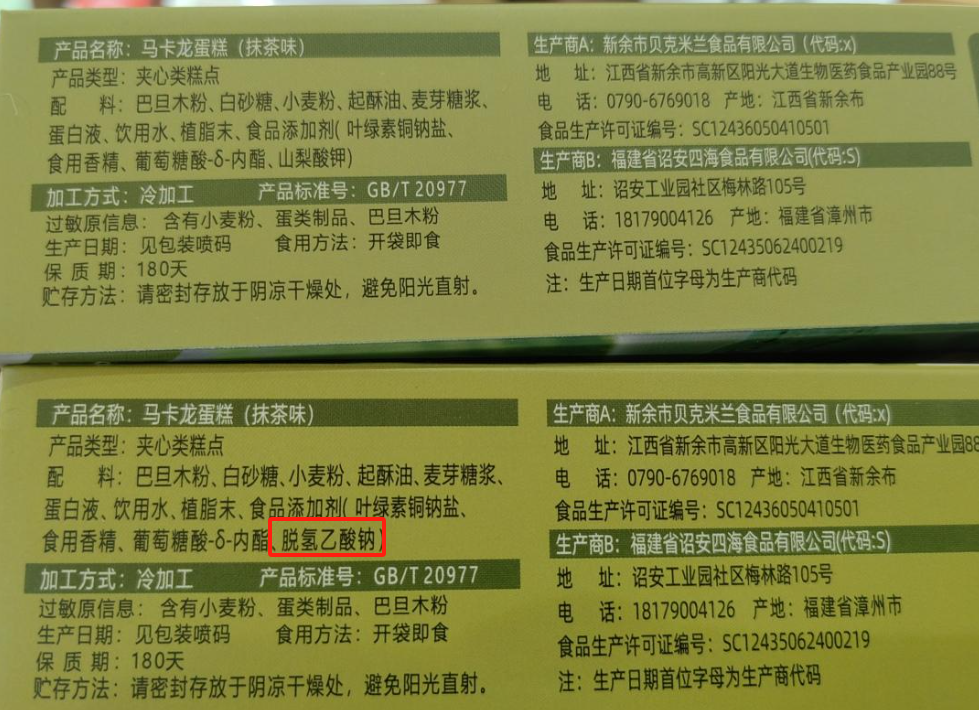 产品名称：马卡龙蛋糕（抹茶味）
产品类型：夹心类糕点
配　　料：巴旦木粉、白砂糖、小麦粉、起酥油、麦芽糖浆、
蛋白液、饮用水、植脂末、食品添加剂( 叶绿素铜钠盐、
食用香精、葡萄糖酸-δ-内酯、山梨酸钾)
加工方式：冷加工　　产品标准号：GB/T 20977
过敏原信息：含有小麦粉、蛋类制品、巴旦木粉
生产日期：见包装喷码　　食用方法：开袋即食
保 质 期：180天
贮存方法：请密封存放于阴凉干燥处，避免阳光直射。
生产商A：新余市贝克米兰食品有限公司（代码:x）
地　　址：江西省新余市高新区阳光大道生物医药食品产业园88号
电　　话：0790-6769018　产地：江西省新余布
食品生产许可证编号：SC12436050410501
生产商B：福建省诏安四海食品有限公司(代码:S)
地　　址：诏安工业园社区梅林路105号
电　　话：18179004126　产地：福建省漳州市
食品生产许可证编号：SC12435062400219
注：生产日期首位字母为生产商代码
产品名称：马卡龙蛋糕（抹茶味）
产品类型：夹心类糕点
配　　料：巴旦木粉、白砂糖、小麦粉、起酥油、麦芽糖浆、
蛋白液、饮用水、植脂末、食品添加剂( 叶绿素铜钠盐、
食用香精、葡萄糖酸-δ-内酯、脱氢乙酸钠)
加工方式：冷加工　　产品标准号：GB/T 20977
过敏原信息：含有小麦粉、蛋类制品、巴旦木粉
生产日期：见包装喷码　　食用方法：开袋即食
保 质 期：180天
贮存方法：请密封存放于阴凉干燥处，避免阳光直射。
生产商A：新余市贝克米兰食品有限公司（代码:x）
地　　址：江西省新余市高新区阳光大道生物医药食品产业园88
电　　话：0790-6769018　产地：江西省新余布
食品生产许可证编号：SC12436050410501
生产商B：福建省诏安四海食品有限公司(代码:S)
地　　址：诏安工业园社区梅林路105号
电　　话：18179004126　产地：福建省漳州市
食品生产许可证编号：SC12435062400219
注：生产日期首位字母为生产商代码